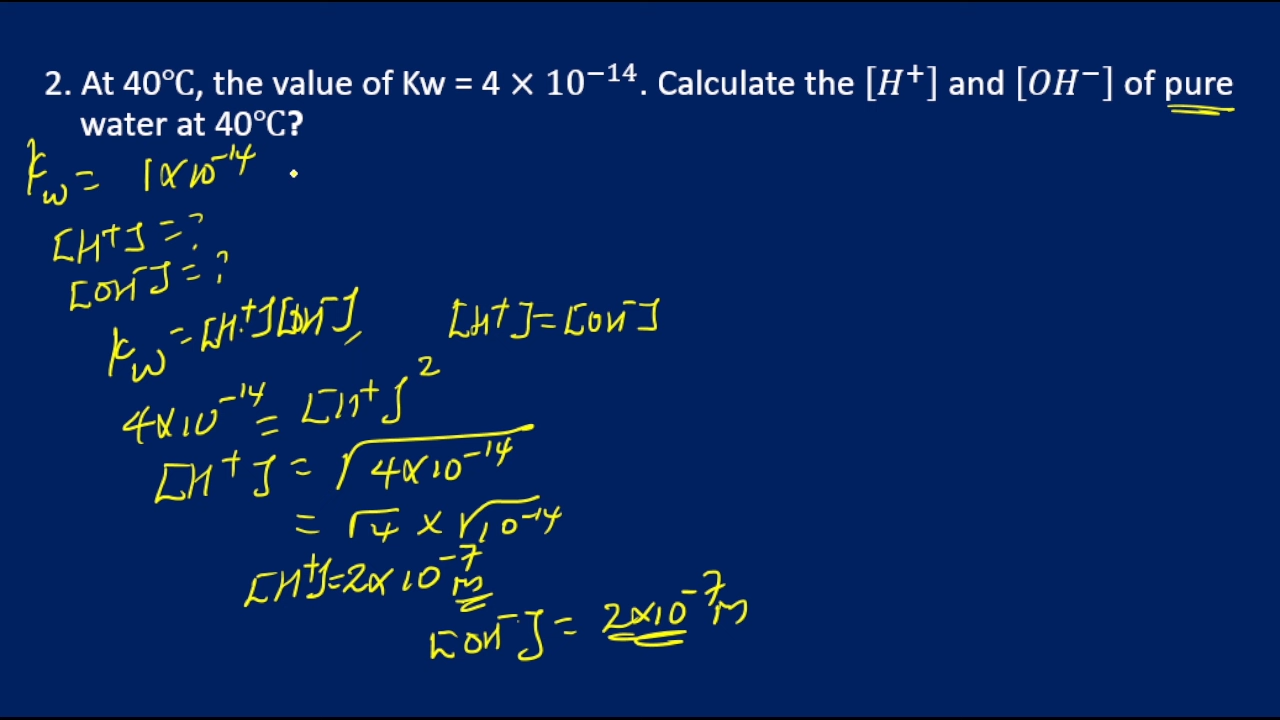 2. At 40°C, the value of Kw = 4 × 10⁻¹⁴. Calculate the [H⁺] and [OH⁻] of pure
water at 40°C?
Kw = 1×10⁻¹⁴ .
[H⁺] = ?
[OH⁻] = ?
Kw = [H⁺][OH⁻], [H⁺] = [OH⁻]
4×10⁻¹⁴ = [H⁺]²
[H⁺] = √4×10⁻¹⁴
= √4 × √10⁻¹⁴
[H⁺] = 2×10⁻⁷ m
[OH⁻] = 2×10⁻⁷ m